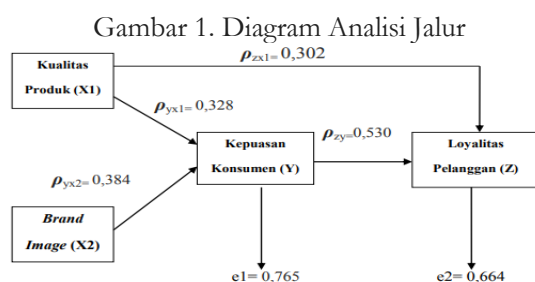 Gambar 1. Diagram Analisi Jalur
ρzx1= 0,302
Kualitas
Produk (X1)
ρyx1= 0,328
Kepuasan
Konsumen (Y)
ρzy=0,530
Loyalitas
Pelanggan (Z)
ρyx2= 0,384
Brand
Image (X2)
e1= 0,765
e2= 0,664